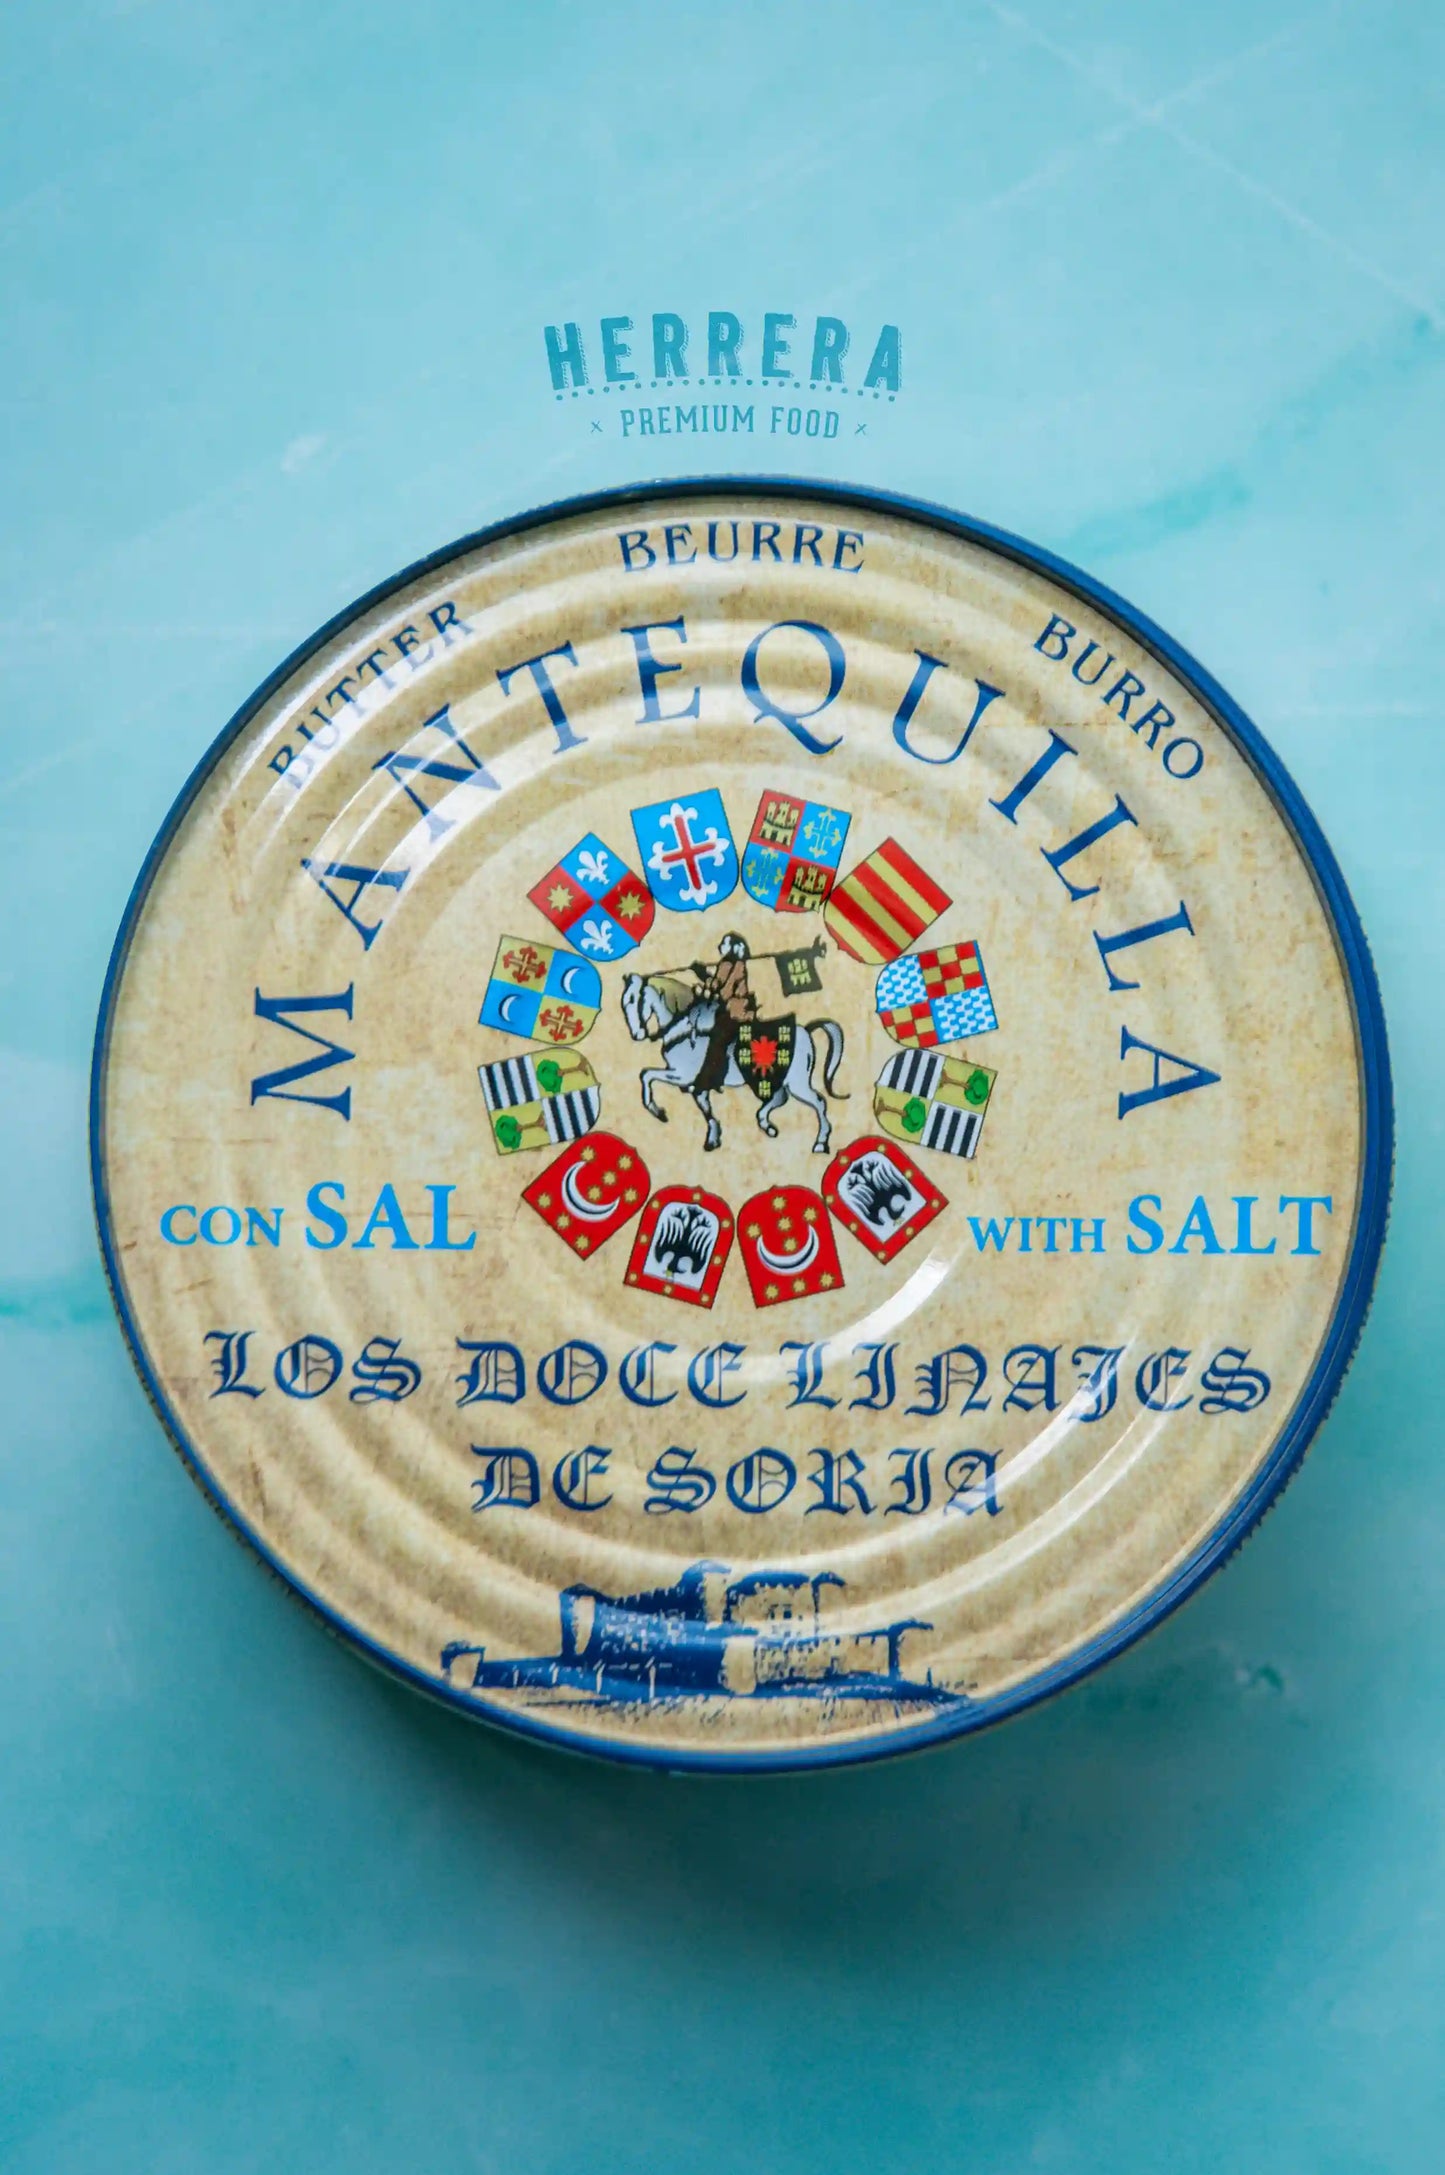 HERRERA
× PREMIUM FOOD ×
BUTTER
BEURRE
BURRO
MANTEQUILLA
CON SAL
WITH SALT
LOS DOCE LINAJES
DE SORIA